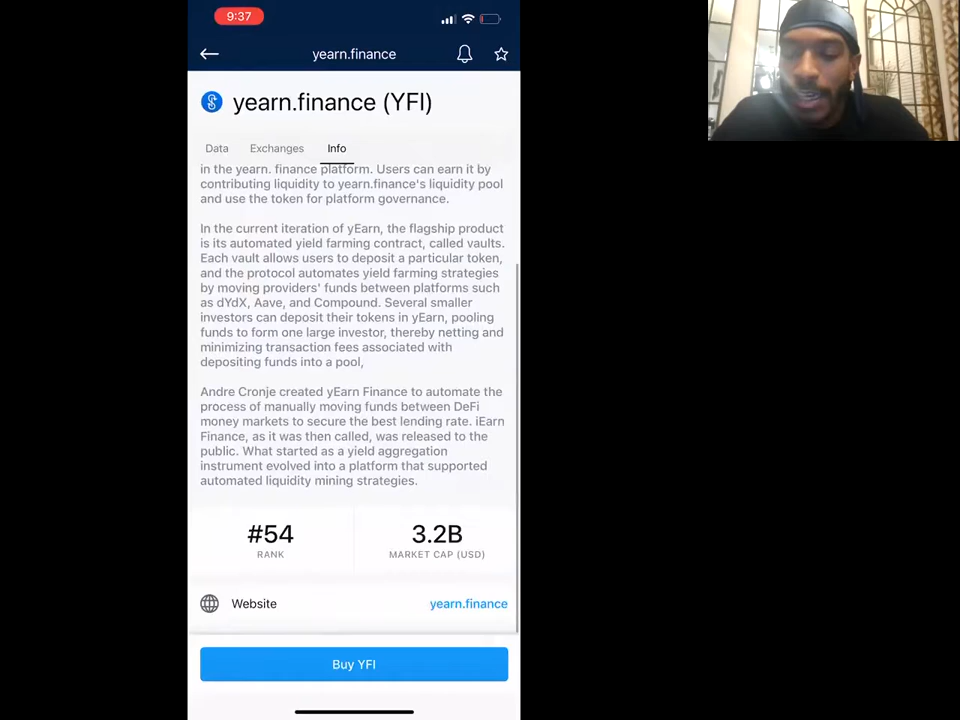 9:37
yearn.finance
yearn.finance (YFI)
Data Exchanges Info
in the yearn. finance platform. Users can earn it by
contributing liquidity to yearn.finance's liquidity pool
and use the token for platform governance.
In the current iteration of yEarn, the flagship product
is its automated yield farming contract, called vaults.
Each vault allows users to deposit a particular token,
and the protocol automates yield farming strategies
by moving providers' funds between platforms such
as dYdX, Aave, and Compound. Several smaller
investors can deposit their tokens in yEarn, pooling
funds to form one large investor, thereby netting and
minimizing transaction fees associated with
depositing funds into a pool,
Andre Cronje created yEarn Finance to automate the
process of manually moving funds between DeFi
money markets to secure the best lending rate. iEarn
Finance, as it was then called, was released to the
public. What started as a yield aggregation
instrument evolved into a platform that supported
automated liquidity mining strategies.
#54 3.2B
RANK MARKET CAP (USD)
Website yearn.finance
Buy YFI